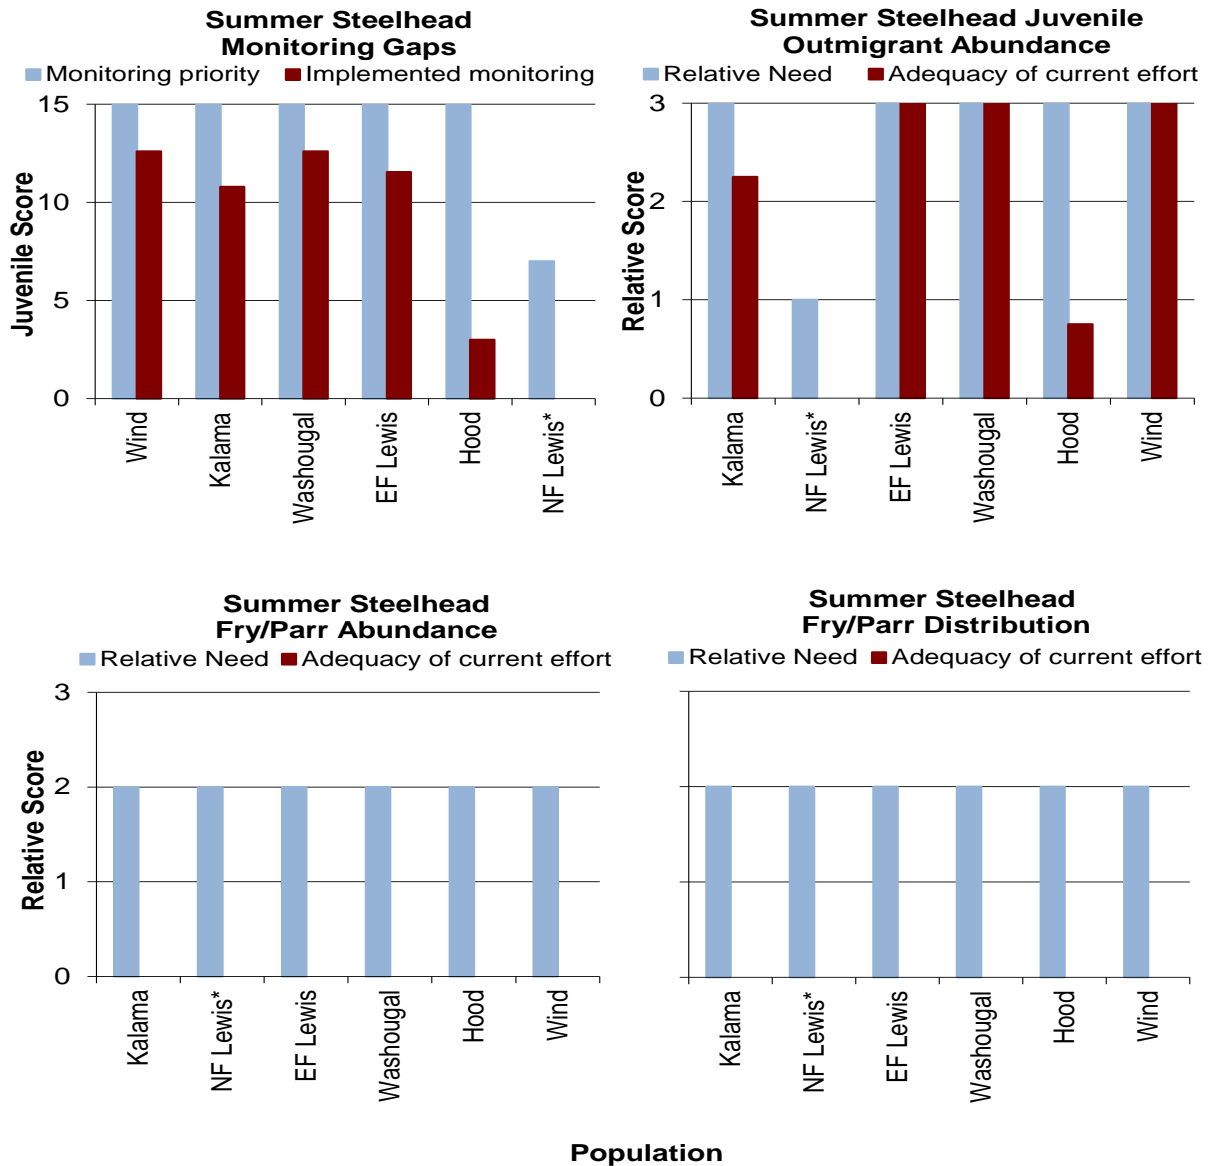 Summer Steelhead
Monitoring Gaps
Monitoring priority Implemented monitoring
Juvenile Score
15
10
5
0
Wind
Kalama
Washougal
EF Lewis
Hood
NF Lewis*
Summer Steelhead Juvenile
Outmigrant Abundance
Relative Need Adequacy of current effort
Relative Score
3
2
1
0
Kalama
NF Lewis*
EF Lewis
Washougal
Hood
Wind
Summer Steelhead
Fry/Parr Abundance
Relative Need Adequacy of current effort
Relative Score
3
2
1
0
Kalama
NF Lewis*
EF Lewis
Washougal
Hood
Wind
Summer Steelhead
Fry/Parr Distribution
Relative Need Adequacy of current effort
Kalama
NF Lewis*
EF Lewis
Washougal
Hood
Wind
Population